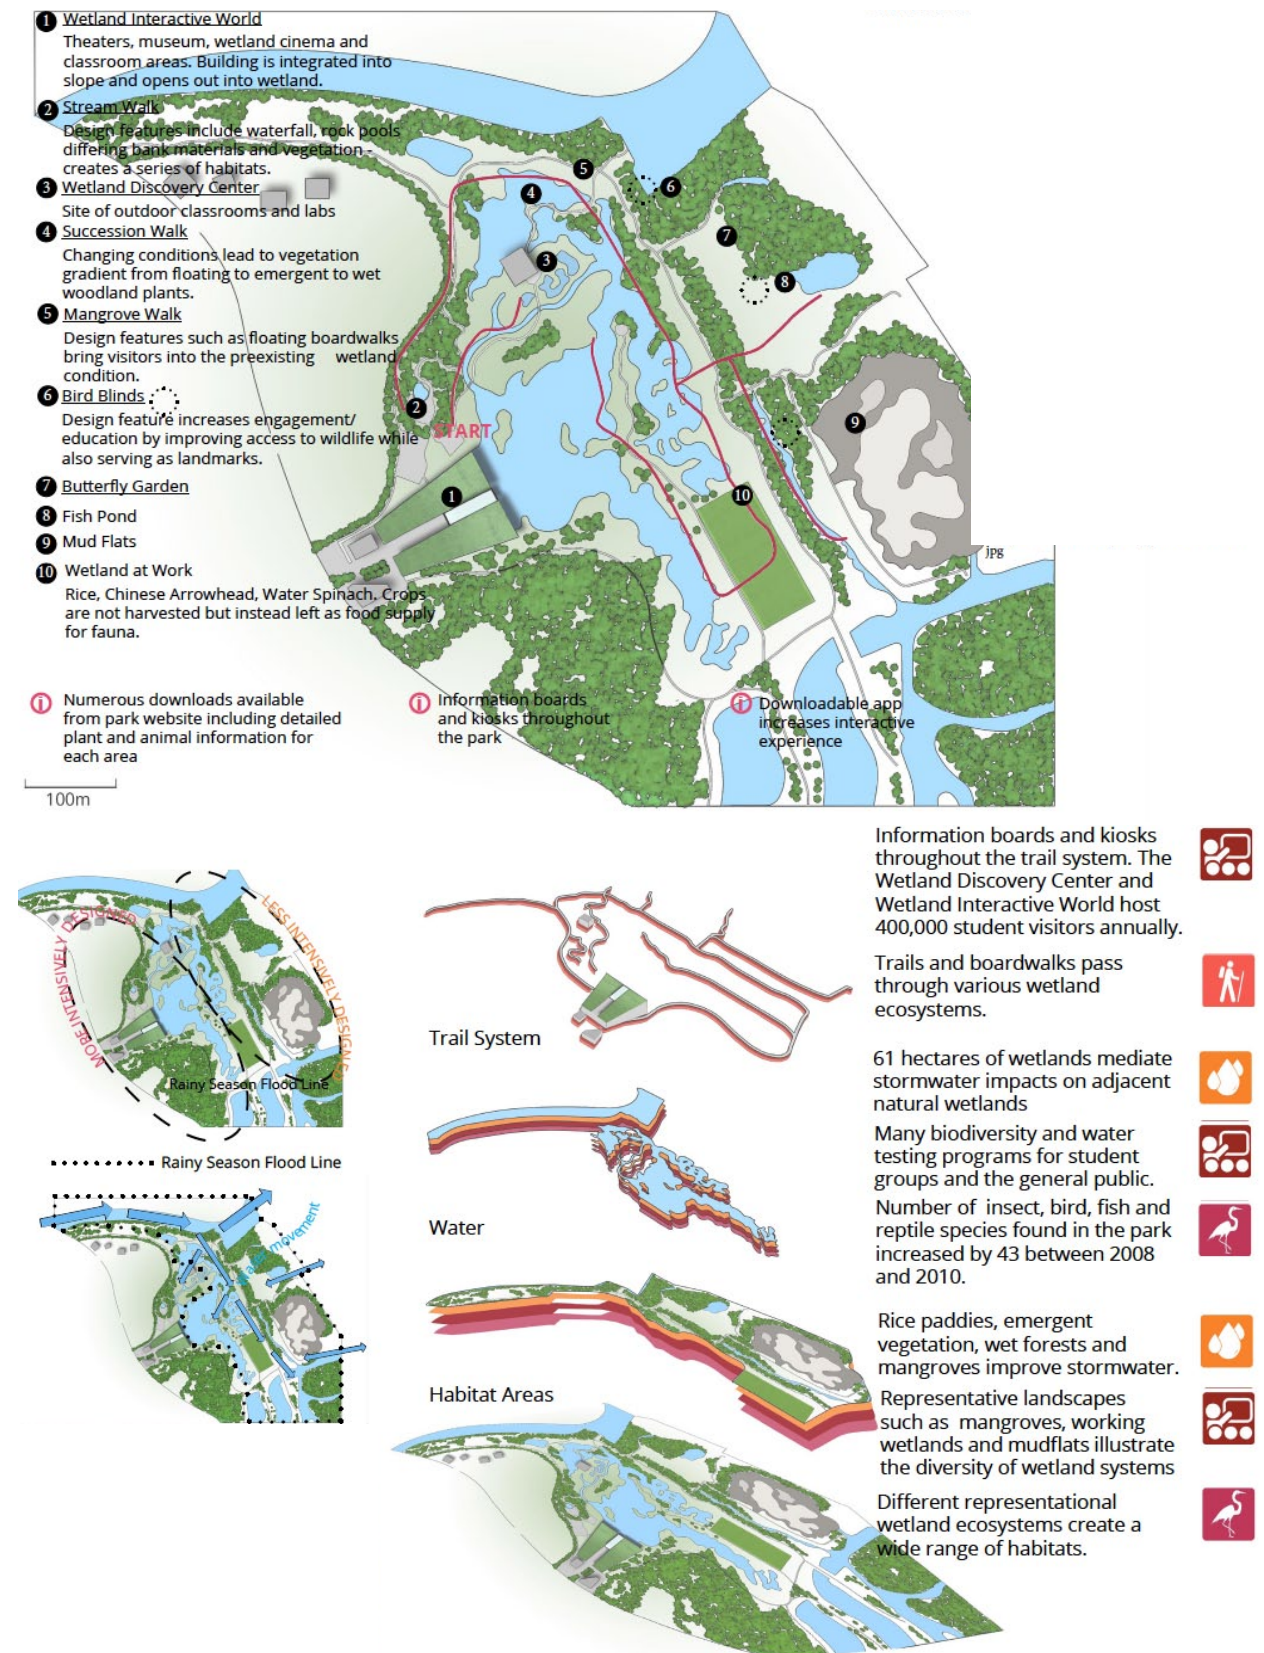 1 Wetland Interactive World
Theaters, museum, wetland cinema and
classroom areas. Building is integrated into
slope and opens out into wetland.
2 Stream Walk
Design features include waterfall, rock pools
differing bank materials and vegetation -
creates a series of habitats.
3 Wetland Discovery Center
Site of outdoor classrooms and labs
4 Succession Walk
Changing conditions lead to vegetation
gradient from floating to emergent to wet
woodland plants.
5 Mangrove Walk
Design features such as floating boardwalks
bring visitors into the preexisting wetland
condition.
6 Bird Blinds
Design feature increases engagement/
education by improving access to wildlife while
also serving as landmarks.
7 Butterfly Garden
8 Fish Pond
9 Mud Flats
10 Wetland at Work
Rice, Chinese Arrowhead, Water Spinach. Crops
are not harvested but instead left as food supply
for fauna.
5
6
4
7
3
8
2
9
START
1
10
jpg
Numerous downloads available
from park website including detailed
plant and animal information for
each area
Information boards
and kiosks throughout
the park
Downloadable app
increases interactive
experience
100m
MORE INTENSIVELY DESIGNED
LESS INTENSIVELY DESIGNED
Rainy Season Flood Line
Rainy Season Flood Line
Water movement
Trail System
Water
Habitat Areas
Information boards and kiosks
throughout the trail system. The
Wetland Discovery Center and
Wetland Interactive World host
400,000 student visitors annually.
Trails and boardwalks pass
through various wetland
ecosystems.
61 hectares of wetlands mediate
stormwater impacts on adjacent
natural wetlands
Many biodiversity and water
testing programs for student
groups and the general public.
Number of insect, bird, fish and
reptile species found in the park
increased by 43 between 2008
and 2010.
Rice paddies, emergent
vegetation, wet forests and
mangroves improve stormwater.
Representative landscapes
such as mangroves, working
wetlands and mudflats illustrate
the diversity of wetland systems
Different representational
wetland ecosystems create a
wide range of habitats.